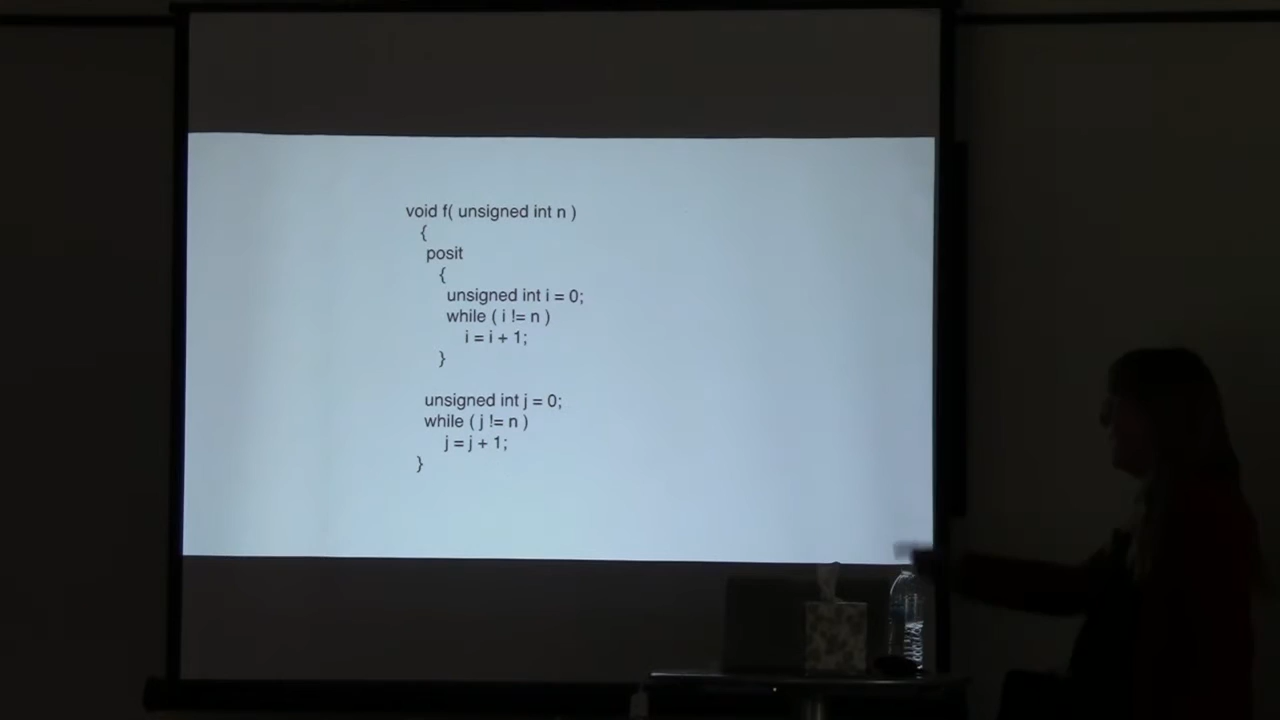 void f( unsigned int n )
{
posit
{
unsigned int i = 0;
while ( i != n )
i = i + 1;
}
unsigned int j = 0;
while ( j != n )
j = j + 1;
}